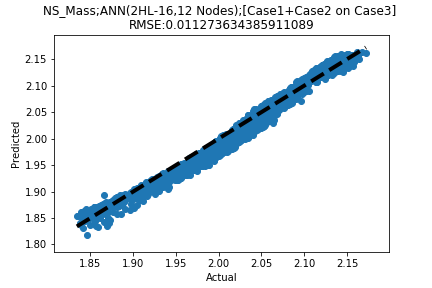 NS_Mass;ANN(2HL-16,12 Nodes);[Case1+Case2 on Case3]
RMSE:0.011273634385911089
2.15
2.10
2.05
2.00
1.95
1.90
1.85
1.80
Predicted
1.85 1.90 1.95 2.00 2.05 2.10 2.15
Actual